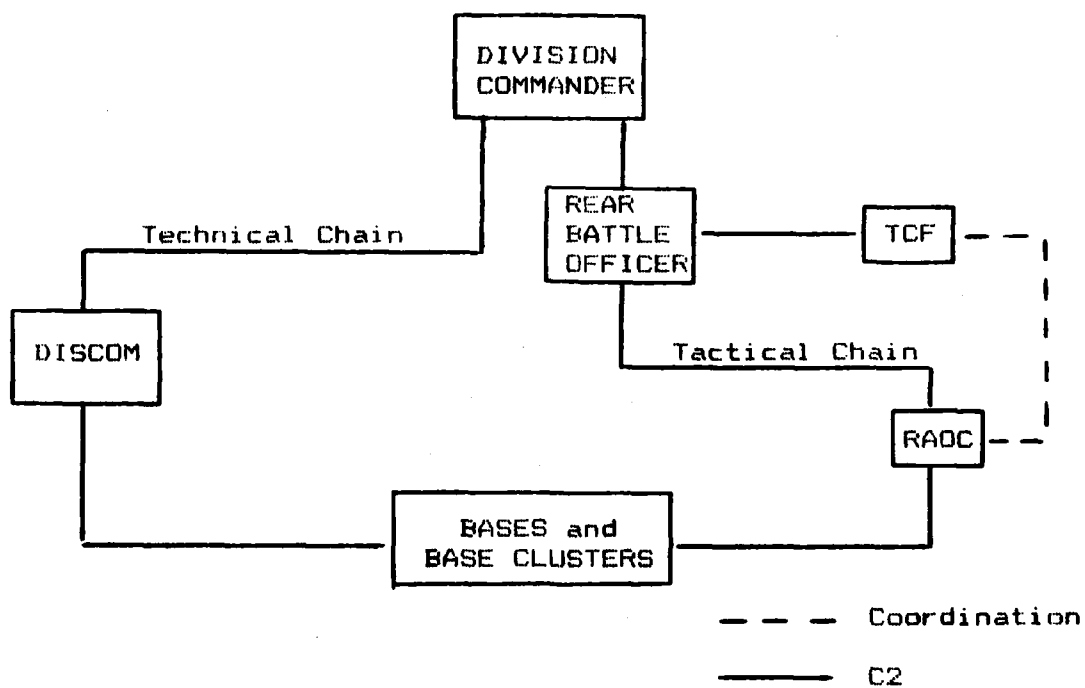 DIVISION
COMMANDER
REAR
BATTLE
OFFICER
TCF
Technical Chain
DISCOM
Tactical Chain
RAOC
BASES and
BASE CLUSTERS
Coordination
C2